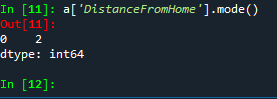 In [11]: a['DistanceFromHome'].mode()
Out[11]:
0    2
dtype: int64
In [12]: